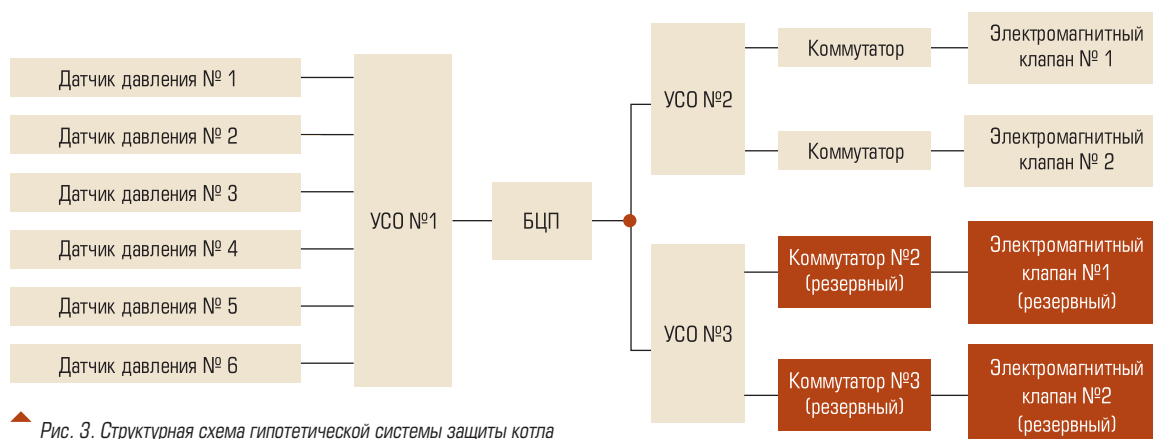 Датчик давления № 1
Датчик давления № 2
Датчик давления № 3
Датчик давления № 4
Датчик давления № 5
Датчик давления № 6
УСО №1
БЦП
УСО №2
УСО №3
Коммутатор
Электромагнитный
клапан № 1
Коммутатор
Электромагнитный
клапан № 2
Коммутатор №2
(резервный)
Электромагнитный
клапан №1
(резервный)
Коммутатор №3
(резервный)
Электромагнитный
клапан №2
(резервный)
Рис. 3. Структурная схема гипотетической системы защиты котла